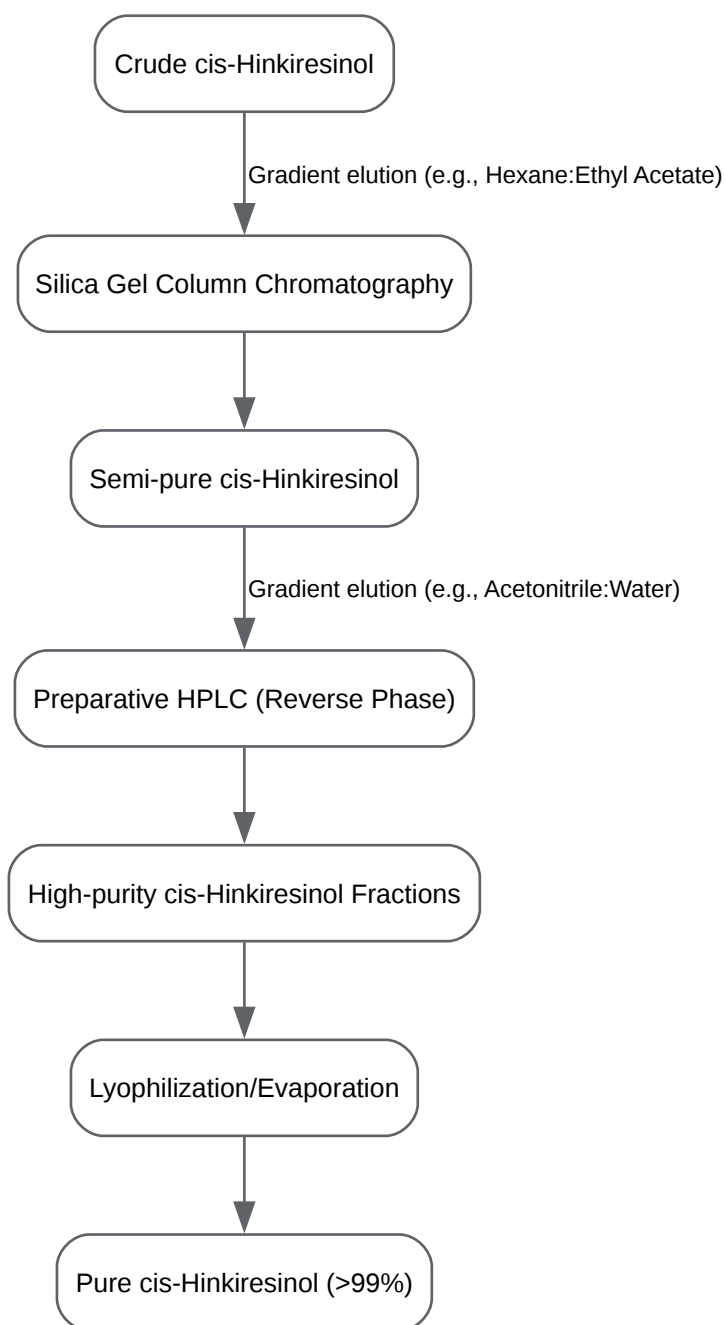 Crude cis-Hinkiresinol
Gradient elution (e.g., Hexane:Ethyl Acetate)
Silica Gel Column Chromatography
Semi-pure cis-Hinkiresinol
Gradient elution (e.g., Acetonitrile:Water)
Preparative HPLC (Reverse Phase)
High-purity cis-Hinkiresinol Fractions
Lyophilization/Evaporation
Pure cis-Hinkiresinol (>99%)